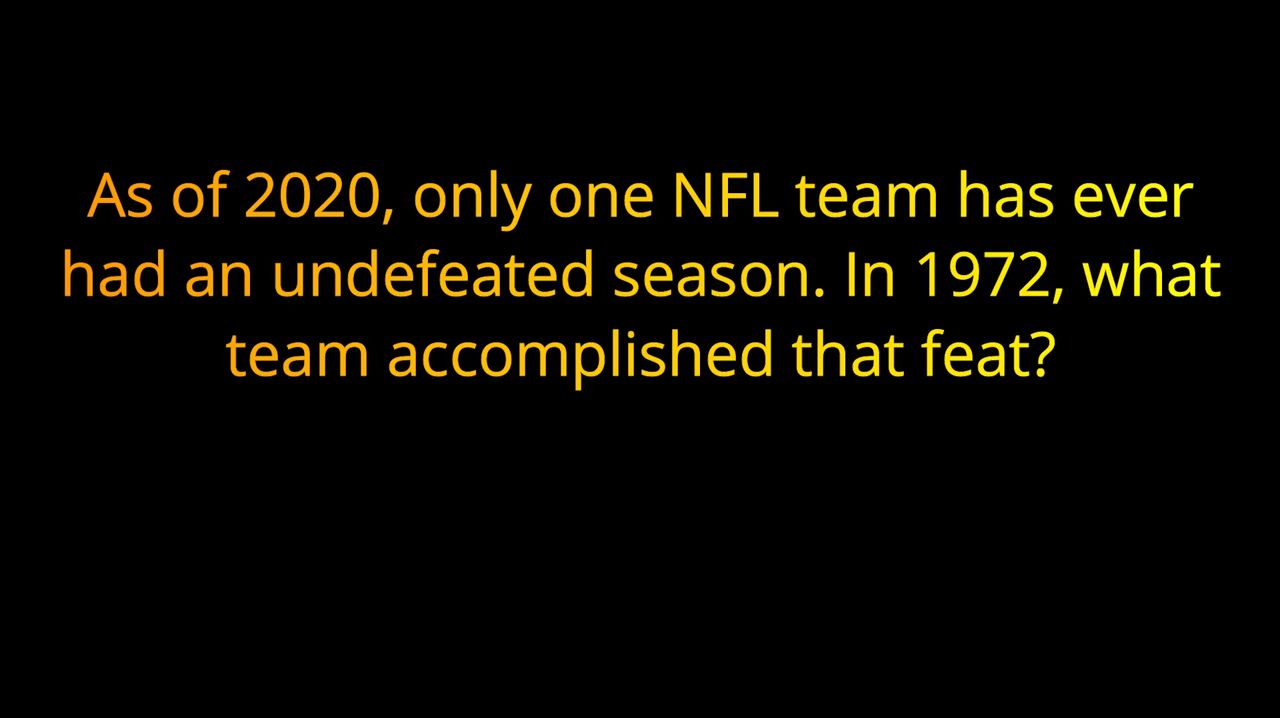 As of 2020, only one NFL team has ever
had an undefeated season. In 1972, what
team accomplished that feat?